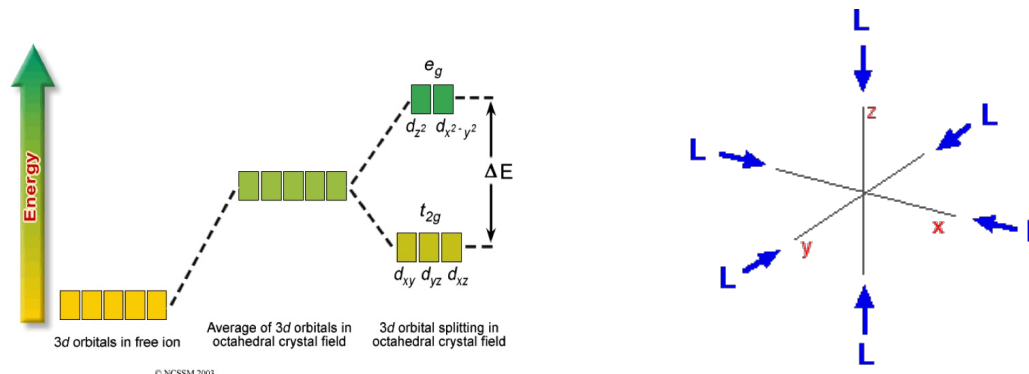 Energy
e_g
d_z² d_x²-y²
ΔE
t_2g
d_xy d_yz d_xz
3d orbitals in free ion
Average of 3d orbitals in
octahedral crystal field
3d orbital splitting in
octahedral crystal field
© NCSSM 2003
L
z
L
L
x
y
L
L